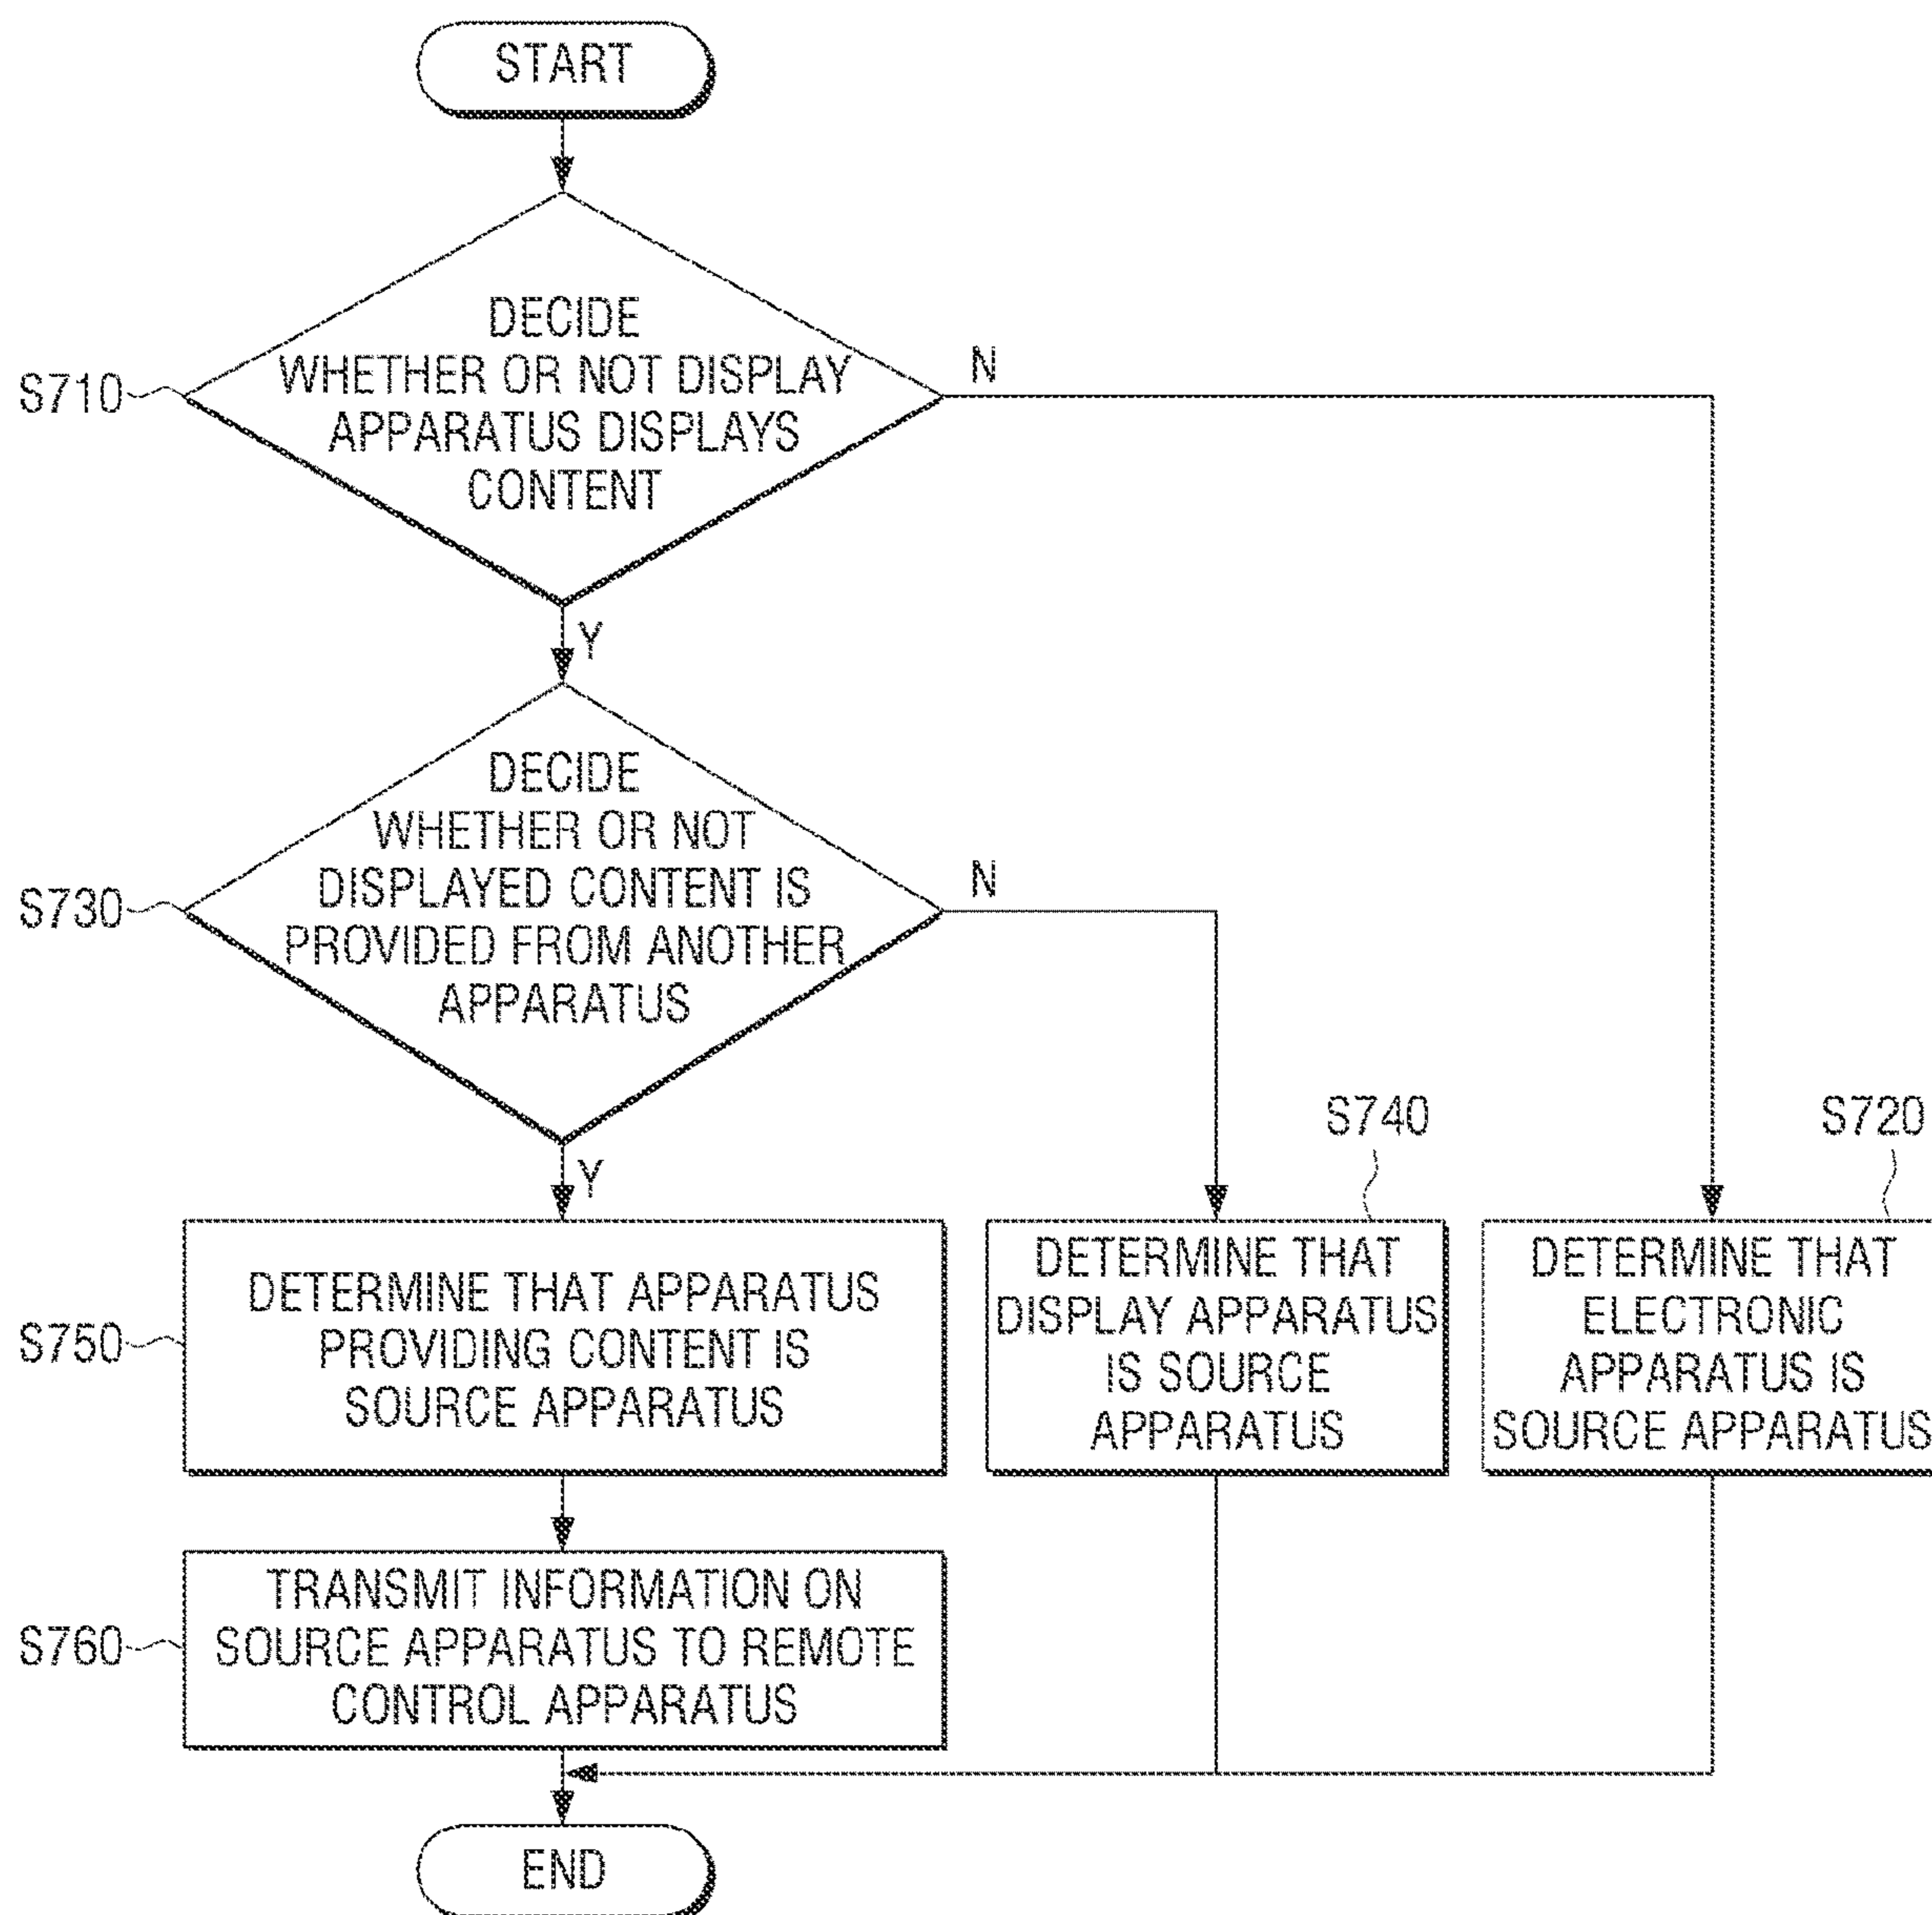 START
DECIDE
WHETHER OR NOT DISPLAY
APPARATUS DISPLAYS
CONTENT
S710
N
Y
DECIDE
WHETHER OR NOT
DISPLAYED CONTENT IS
PROVIDED FROM ANOTHER
APPARATUS
S730
N
Y
S740
S720
DETERMINE THAT APPARATUS
PROVIDING CONTENT IS
SOURCE APPARATUS
S750
DETERMINE THAT
DISPLAY APPARATUS
IS SOURCE
APPARATUS
DETERMINE THAT
ELECTRONIC
APPARATUS IS
SOURCE APPARATUS
TRANSMIT INFORMATION ON
SOURCE APPARATUS TO REMOTE
CONTROL APPARATUS
S760
END